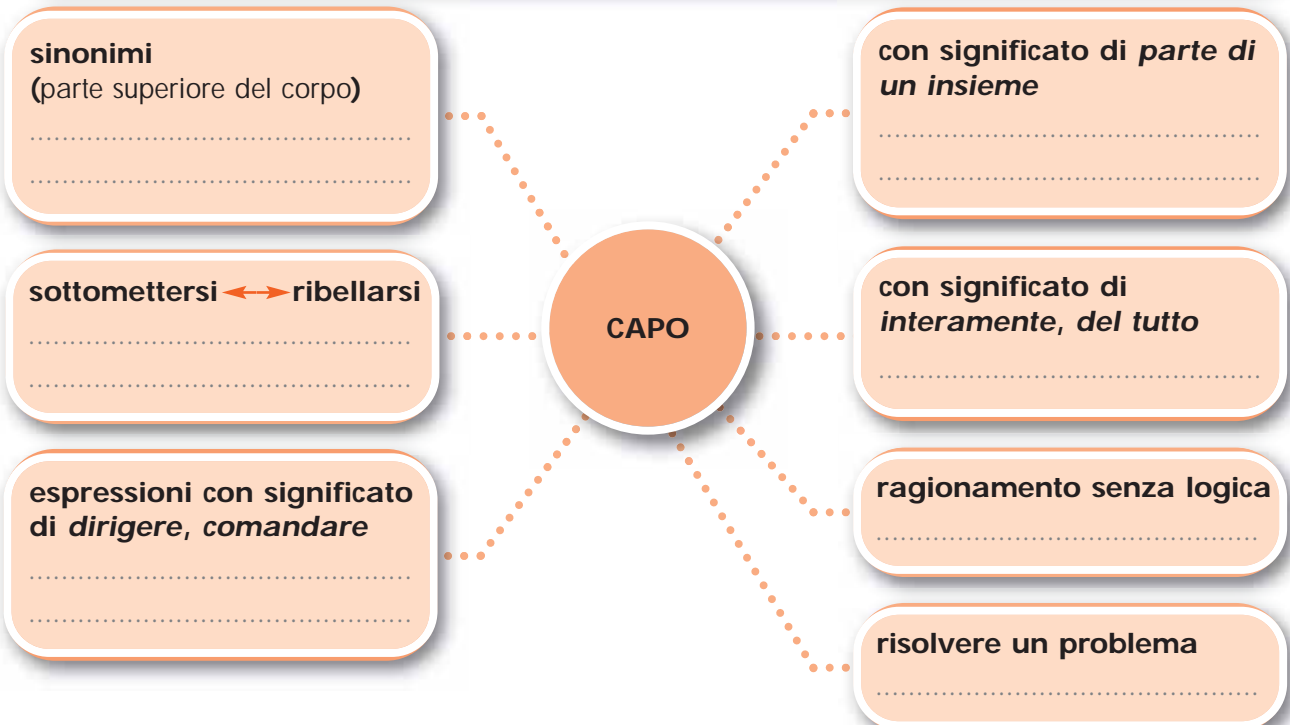 sinonimi
(parte superiore del corpo)
................................................
................................................
sottomettersi ↔ ribellarsi
................................................
................................................
espressioni con significato
di dirigere, comandare
................................................
................................................
CAPO
con significato di parte di
un insieme
................................................
................................................
con significato di
interamente, del tutto
................................................
ragionamento senza logica
................................................
risolvere un problema
................................................